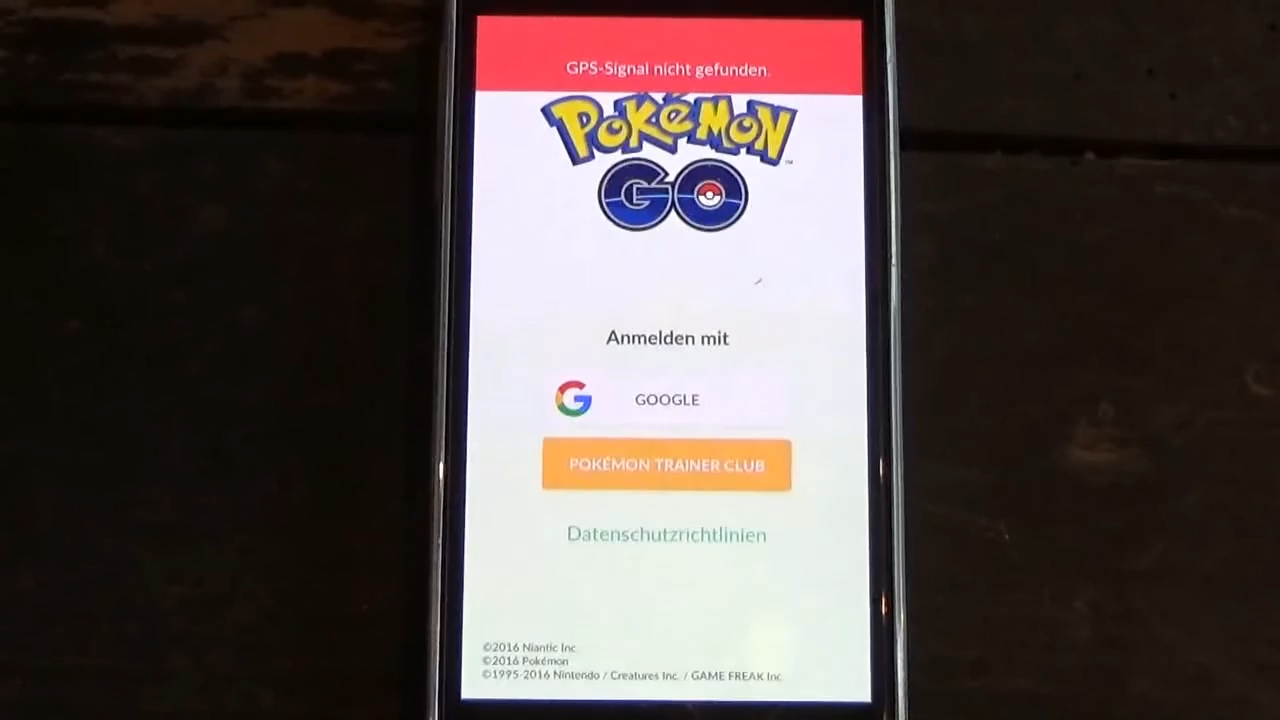 GPS-Signal nicht gefunden.
POKéMON
™
GO
Anmelden mit
GOOGLE
POKÉMON TRAINER CLUB
Datenschutzrichtlinien
©2016 Niantic Inc.
©2016 Pokémon
©1995-2016 Nintendo / Creatures Inc. / GAME FREAK Inc.